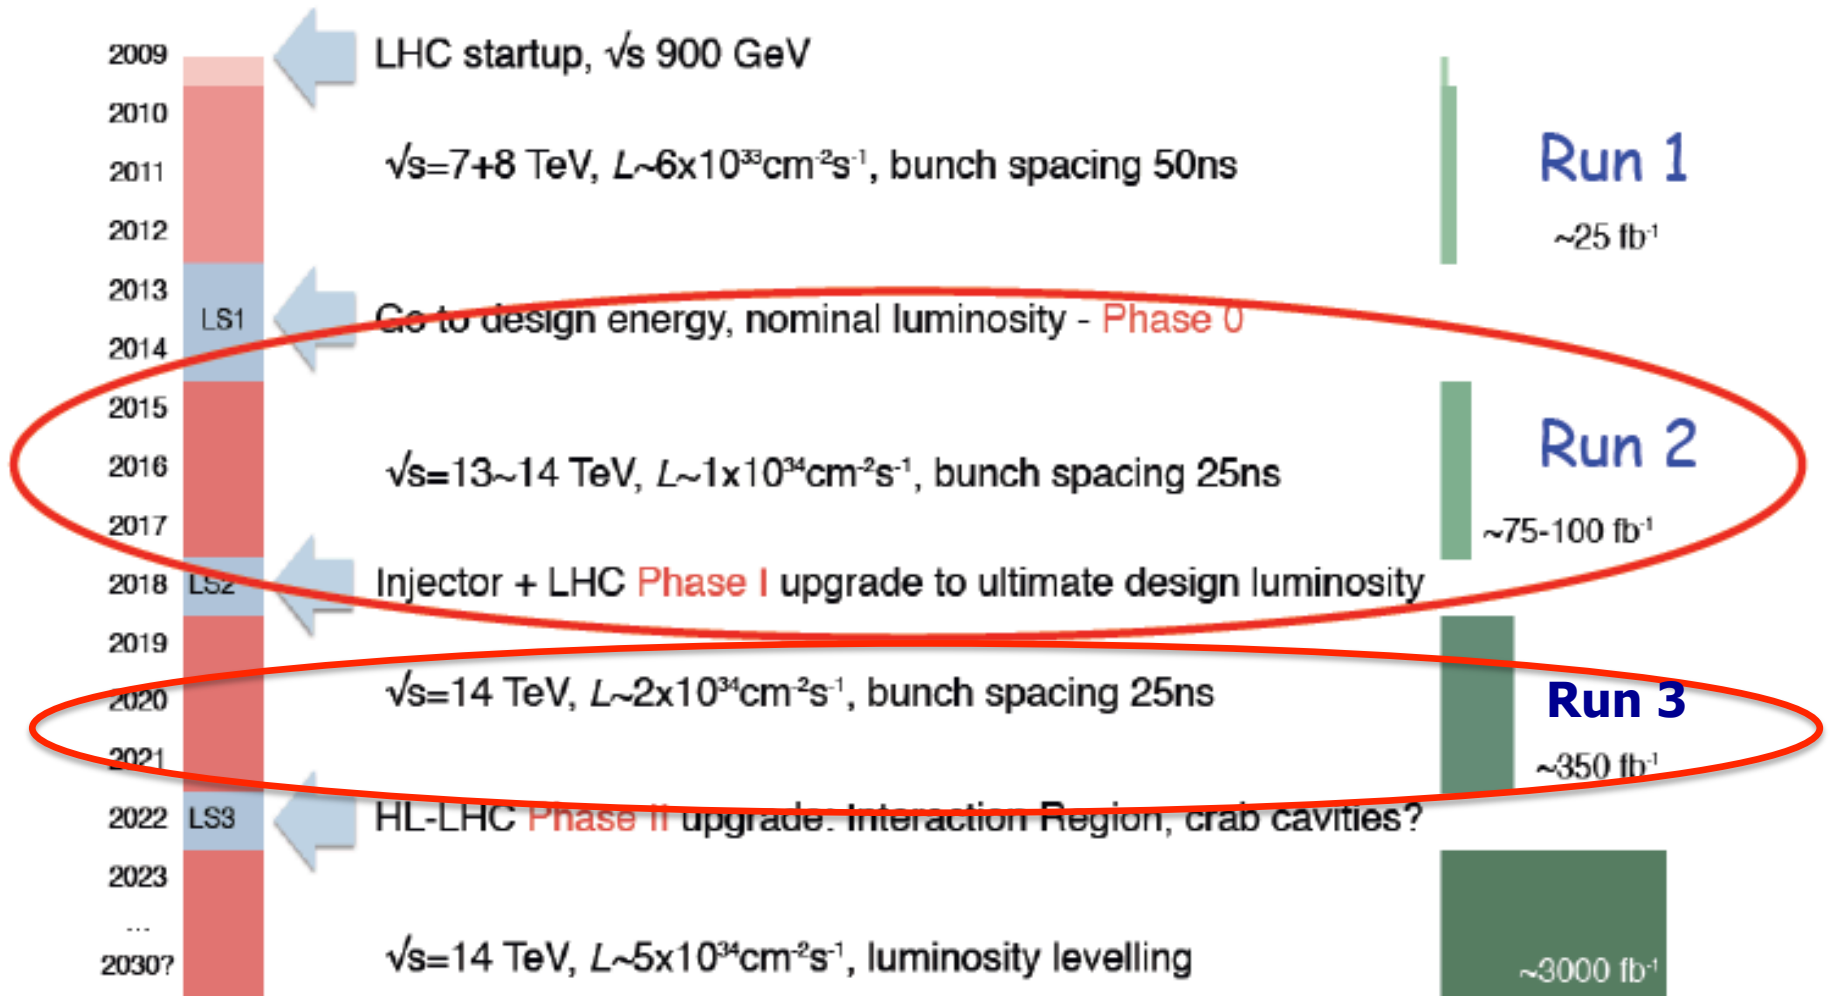 2009 LHC startup, √s 900 GeV
2010
√s=7+8 TeV, L~6x10³³cm⁻²s⁻¹, bunch spacing 50ns Run 1
2011
2012 ~25 fb⁻¹
2013
LS1 Go to design energy, nominal luminosity - Phase 0
2014
2015
Run 2
2016 √s=13~14 TeV, L~1x10³⁴cm⁻²s⁻¹, bunch spacing 25ns
2017 ~75-100 fb⁻¹
2018 LS2 Injector + LHC Phase I upgrade to ultimate design luminosity
2019
2020 √s=14 TeV, L~2x10³⁴cm⁻²s⁻¹, bunch spacing 25ns Run 3
2021 ~350 fb⁻¹
2022 LS3 HL-LHC Phase II upgrade: Interaction Region, crab cavities?
2023
...
2030? √s=14 TeV, L~5x10³⁴cm⁻²s⁻¹, luminosity levelling ~3000 fb⁻¹